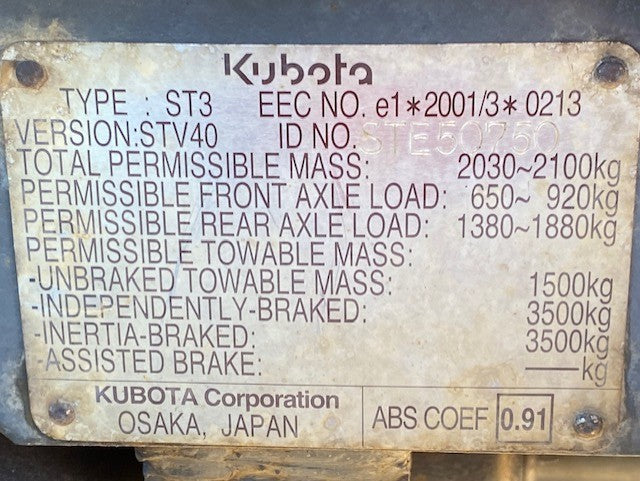 Kubota
TYPE : ST3 EEC NO. e1*2001/3*0213
VERSION:STV40 ID NO. STE50750
TOTAL PERMISSIBLE MASS: 2030~2100kg
PERMISSIBLE FRONT AXLE LOAD: 650~ 920kg
PERMISSIBLE REAR AXLE LOAD: 1380~1880kg
PERMISSIBLE TOWABLE MASS:
-UNBRAKED TOWABLE MASS: 1500kg
-INDEPENDENTLY-BRAKED: 3500kg
-INERTIA-BRAKED: 3500kg
-ASSISTED BRAKE: ——kg
KUBOTA Corporation
OSAKA, JAPAN
ABS COEF 0.91